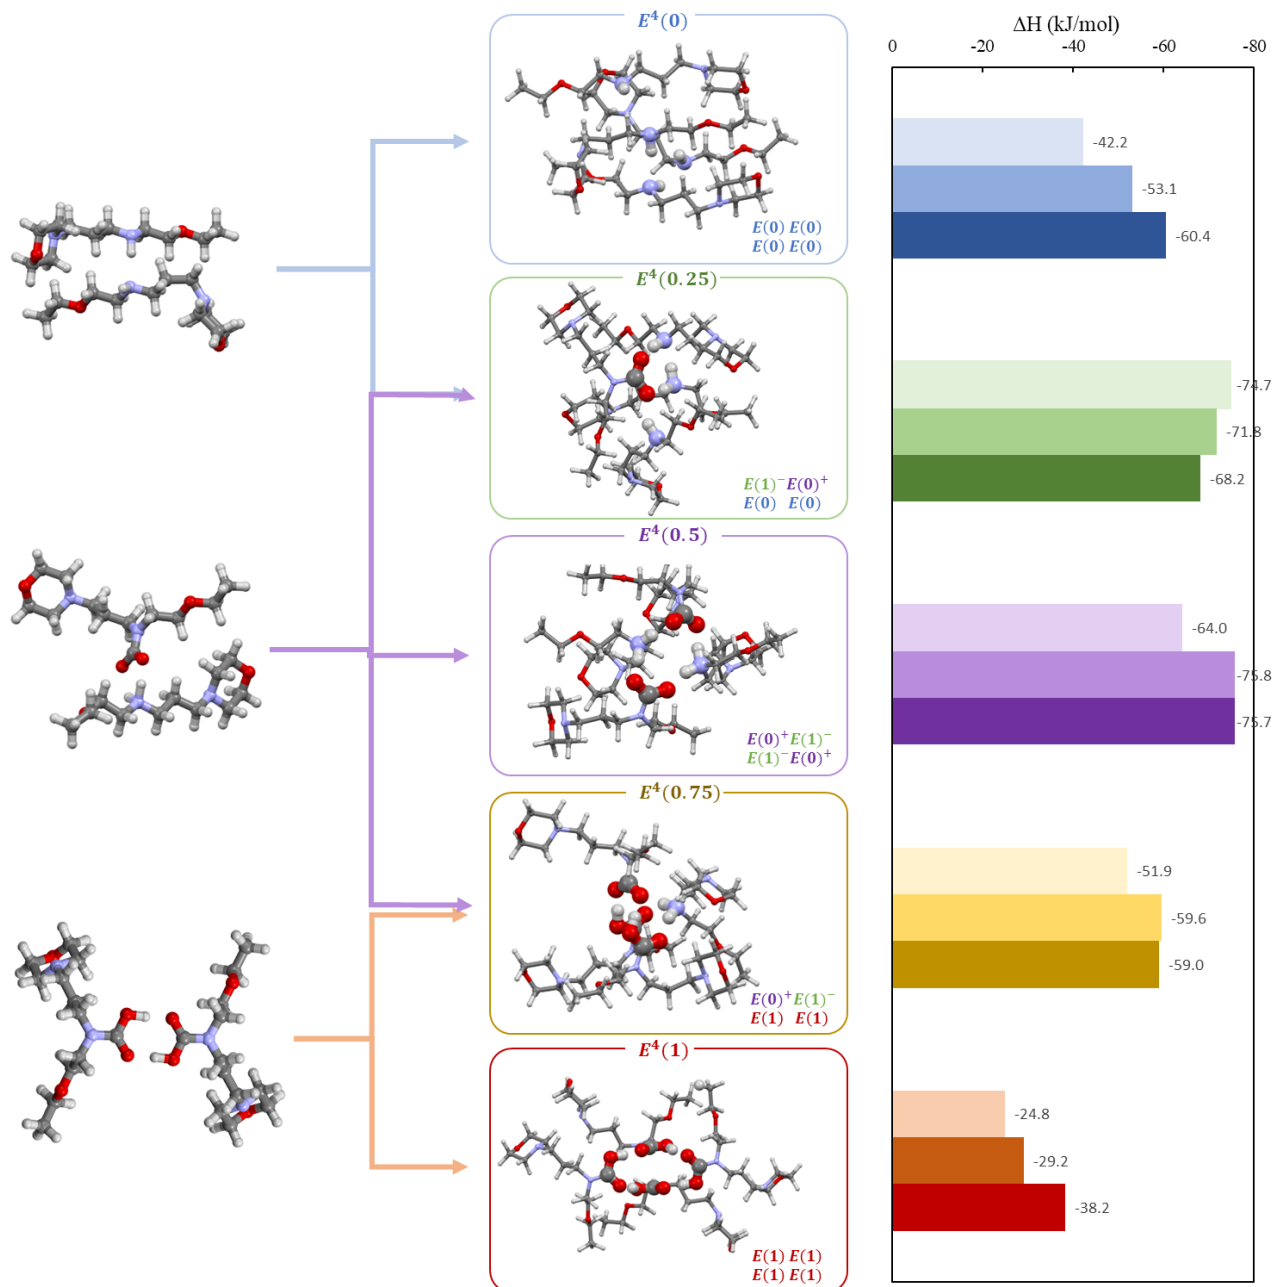 E⁴(0)
E(0) E(0)
E(0) E(0)
E⁴(0.25)
E(1)⁻E(0)⁺
E(0) E(0)
E⁴(0.5)
E(0)⁺E(1)⁻
E(1)⁻E(0)⁺
E⁴(0.75)
E(0)⁺E(1)⁻
E(1) E(1)
E⁴(1)
E(1) E(1)
E(1) E(1)
ΔH (kJ/mol)
0 -20 -40 -60 -80
-42.2
-53.1
-60.4
-74.7
-71.8
-68.2
-64.0
-75.8
-75.7
-51.9
-59.6
-59.0
-24.8
-29.2
-38.2